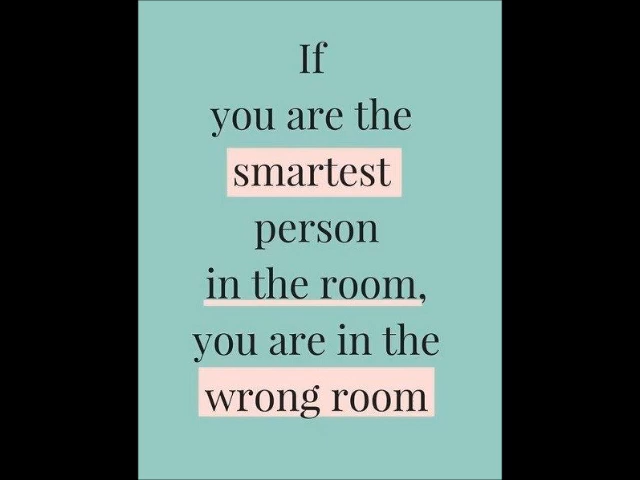 If
you are the
smartest
person
in the room,
you are in the
wrong room